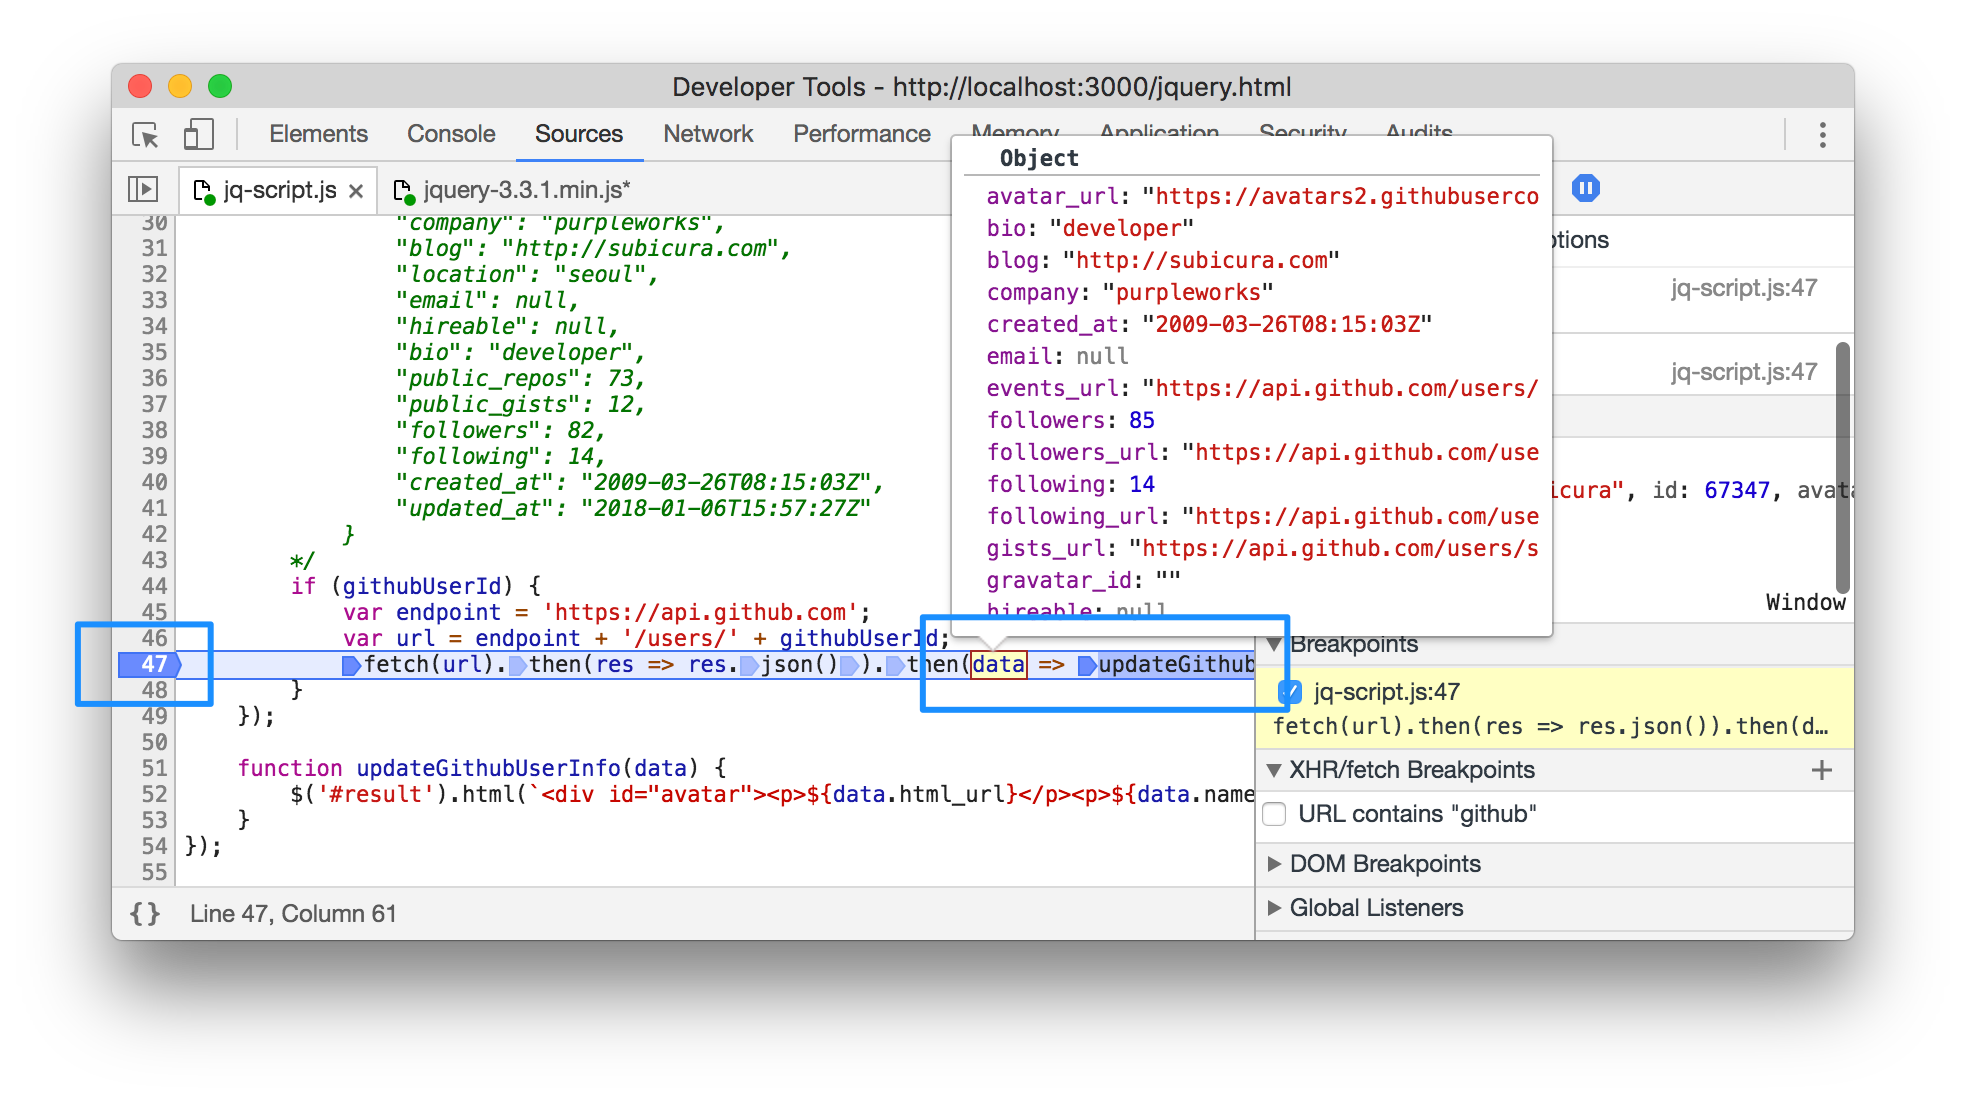 Developer Tools - http://localhost:3000/jquery.html
Elements Console Sources Network Performance Memory Application Security Audits
jq-script.js × jquery-3.3.1.min.js*
30 "company": "purpleworks",
31 "blog": "http://subicura.com",
32 "location": "seoul",
33 "email": null,
34 "hireable": null,
35 "bio": "developer",
36 "public_repos": 73,
37 "public_gists": 12,
38 "followers": 82,
39 "following": 14,
40 "created_at": "2009-03-26T08:15:03Z",
41 "updated_at": "2018-01-06T15:57:27Z"
42 }
43 */
44 if (githubUserId) {
45 var endpoint = 'https://api.github.com';
46 var url = endpoint + '/users/' + githubUserId;
47 fetch(url).then(res => res.json()).then(data => updateGithub
48 }
49 });
50
51 function updateGithubUserInfo(data) {
52 $('#result').html(`<div id="avatar"><p>${data.html_url}</p><p>${data.name
53 }
54 });
55
{} Line 47, Column 61
Object
avatar_url: "https://avatars2.githubuserco
bio: "developer"
blog: "http://subicura.com"
company: "purpleworks"
created_at: "2009-03-26T08:15:03Z"
email: null
events_url: "https://api.github.com/users/
followers: 85
followers_url: "https://api.github.com/use
following: 14
following_url: "https://api.github.com/use
gists_url: "https://api.github.com/users/s
gravatar_id: ""
hireable: null
ptions
jq-script.js:47
jq-script.js:47
icura", id: 67347, avata
Window
Breakpoints
jq-script.js:47
fetch(url).then(res => res.json()).then(d…
XHR/fetch Breakpoints +
URL contains "github"
DOM Breakpoints
Global Listeners